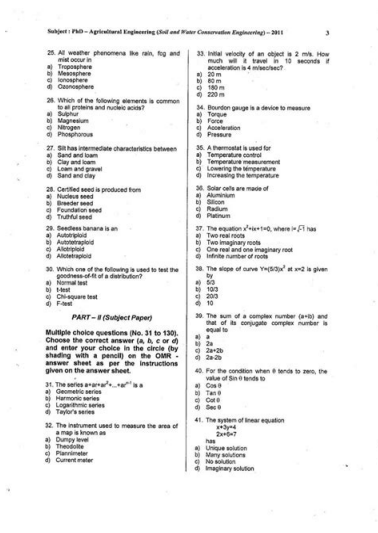 Subject : PhD – Agricultural Engineering (Soil and Water Conservation Engineering) – 2011 3
25. All weather phenomena like rain, fog and
mist occur in
a) Troposphere
b) Mesosphere
c) Ionosphere
d) Ozonosphere
26. Which of the following elements is common
to all proteins and nucleic acids?
a) Sulphur
b) Magnesium
c) Nitrogen
d) Phosphorous
27. Silt has intermediate characteristics between
a) Sand and loam
b) Clay and loam
c) Loam and gravel
d) Sand and clay
28. Certified seed is produced from
a) Nucleus seed
b) Breeder seed
c) Foundation seed
d) Truthful seed
29. Seedless banana is an
a) Autotriploid
b) Autotetraploid
c) Allotriploid
d) Allotetraploid
30. Which one of the following is used to test the
goodness-of-fit of a distribution?
a) Normal test
b) t-test
c) Chi-square test
d) F-test
PART – II (Subject Paper)
Multiple choice questions (No. 31 to 130).
Choose the correct answer (a, b, c or d)
and enter your choice in the circle (by
shading with a pencil) on the OMR -
answer sheet as per the instructions
given on the answer sheet.
31. The series a+ar+ar²+...+arⁿ⁻¹ is a
a) Geometric series
b) Harmonic series
c) Logarithmic series
d) Taylor's series
32. The instrument used to measure the area of
a map is known as
a) Dumpy level
b) Theodolite
c) Plannimeter
d) Current meter
33. Initial velocity of an object is 2 m/s. How
much will it travel in 10 seconds if
acceleration is 4 m/sec/sec?
a) 20 m
b) 80 m
c) 180 m
d) 220 m
34. Bourdon gauge is a device to measure
a) Torque
b) Force
c) Acceleration
d) Pressure
35. A thermostat is used for
a) Temperature control
b) Temperature measurement
c) Lowering the temperature
d) Increasing the temperature
36. Solar cells are made of
a) Aluminium
b) Silicon
c) Radium
d) Platinum
37. The equation x²+ix+1=0, where i=√-1 has
a) Two real roots
b) Two imaginary roots
c) One real and one imaginary root
d) Infinite number of roots
38. The slope of curve Y=(5/3)x² at x=2 is given
by
a) 5/3
b) 10/3
c) 20/3
d) 10
39. The sum of a complex number (a+ib) and
that of its conjugate complex number is
equal to
a) a
b) 2a
c) 2a+2b
d) 2a-2b
40. For the condition when θ tends to zero, the
value of Sin θ tends to
a) Cos θ
b) Tan θ
c) Cot θ
d) Sec θ
41. The system of linear equation
x+3y=4
2x+6=7
has
a) Unique solution
b) Many solutions
c) No solution
d) Imaginary solution